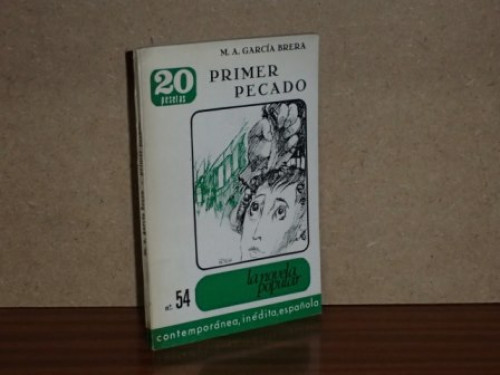 M. A. GARCÍA BRERA
20
pesetas
PRIMER
PECADO
n.º 54
la novela
popular
contemporánea, inédita, española